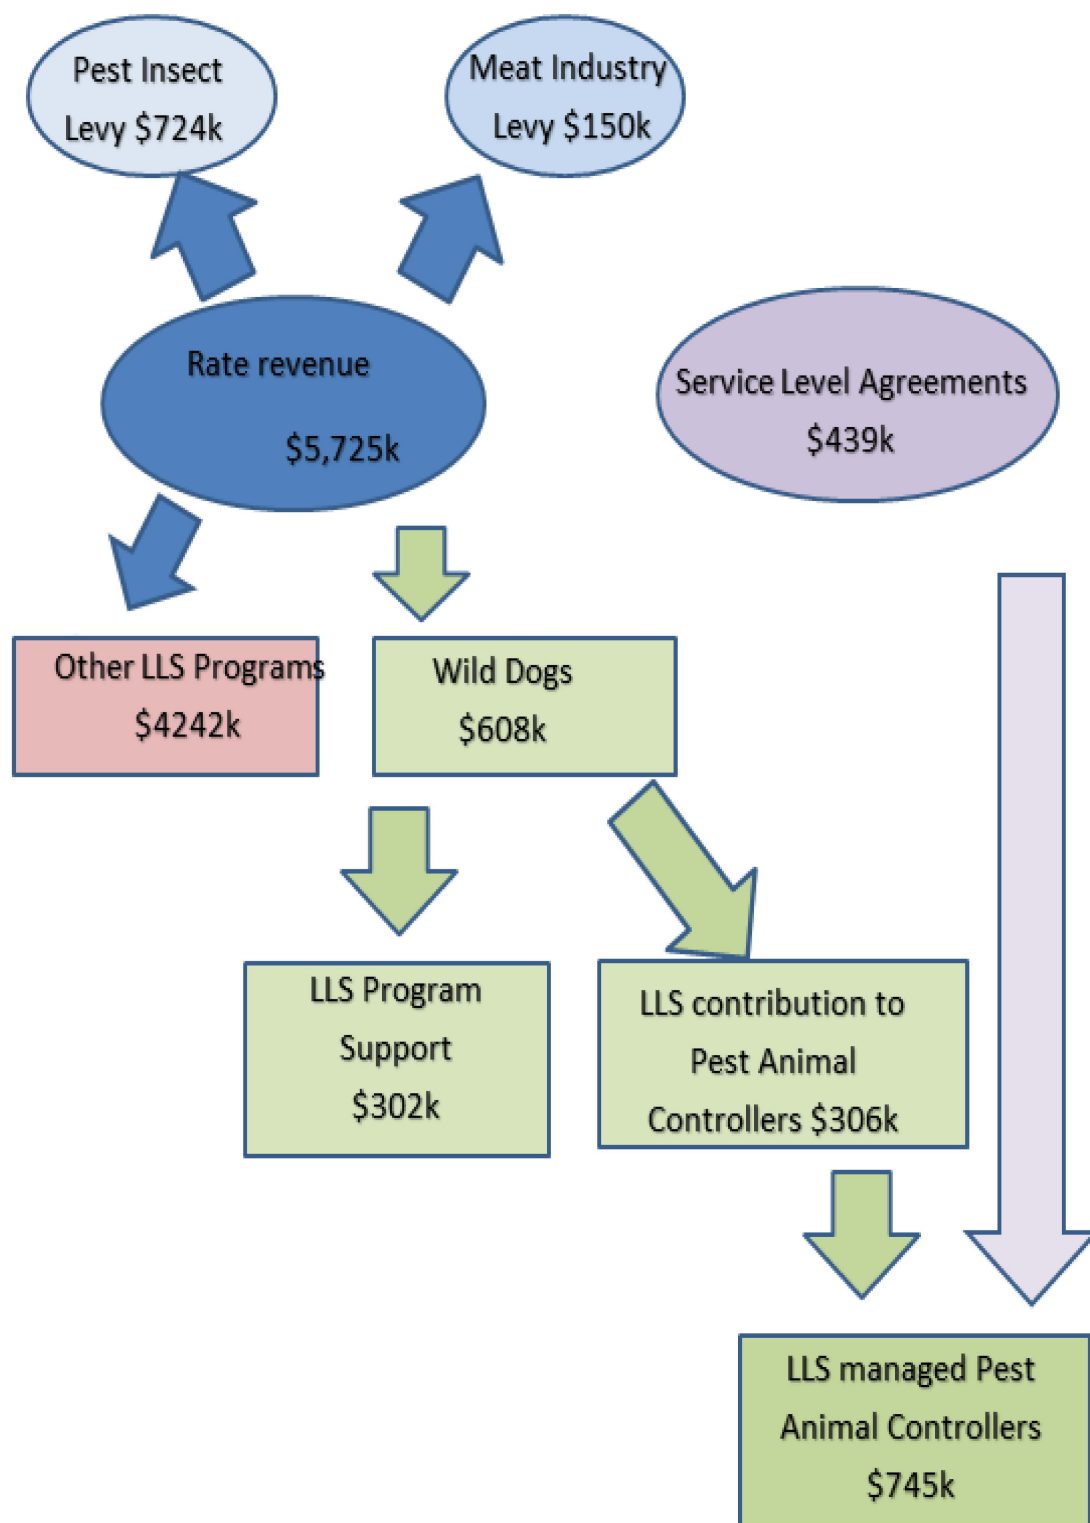 Pest Insect
Levy $724k
Meat Industry
Levy $150k
Rate revenue
$5,725k
Service Level Agreements
$439k
Other LLS Programs
$4242k
Wild Dogs
$608k
LLS Program
Support
$302k
LLS contribution to
Pest Animal
Controllers $306k
LLS managed Pest
Animal Controllers
$745k